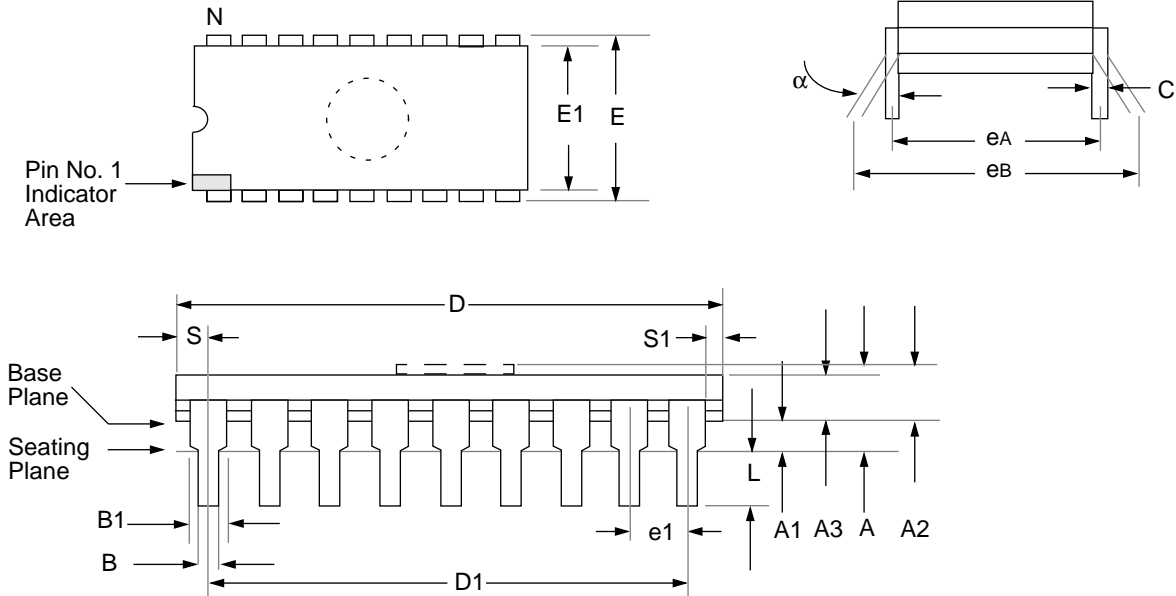 N
E1
E
Pin No. 1
Indicator
Area
α
C
eA
eB
D
S
S1
Base
Plane
Seating
Plane
L
B1
e1
A1
A3
A
A2
B
D1